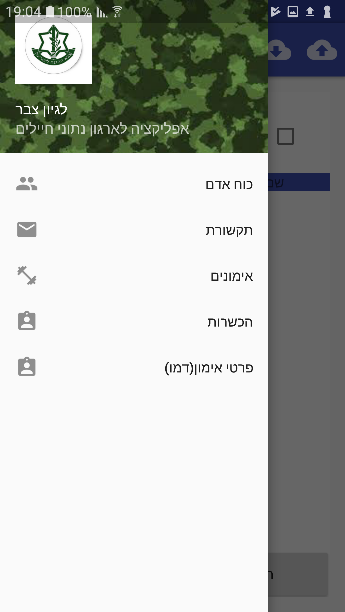 19:04 100%
לגיון צבר
אפליקציה לארגון נתוני חיילים
כוח אדם
תקשורת
אימונים
הכשרות
פרטי אימון(דמו)